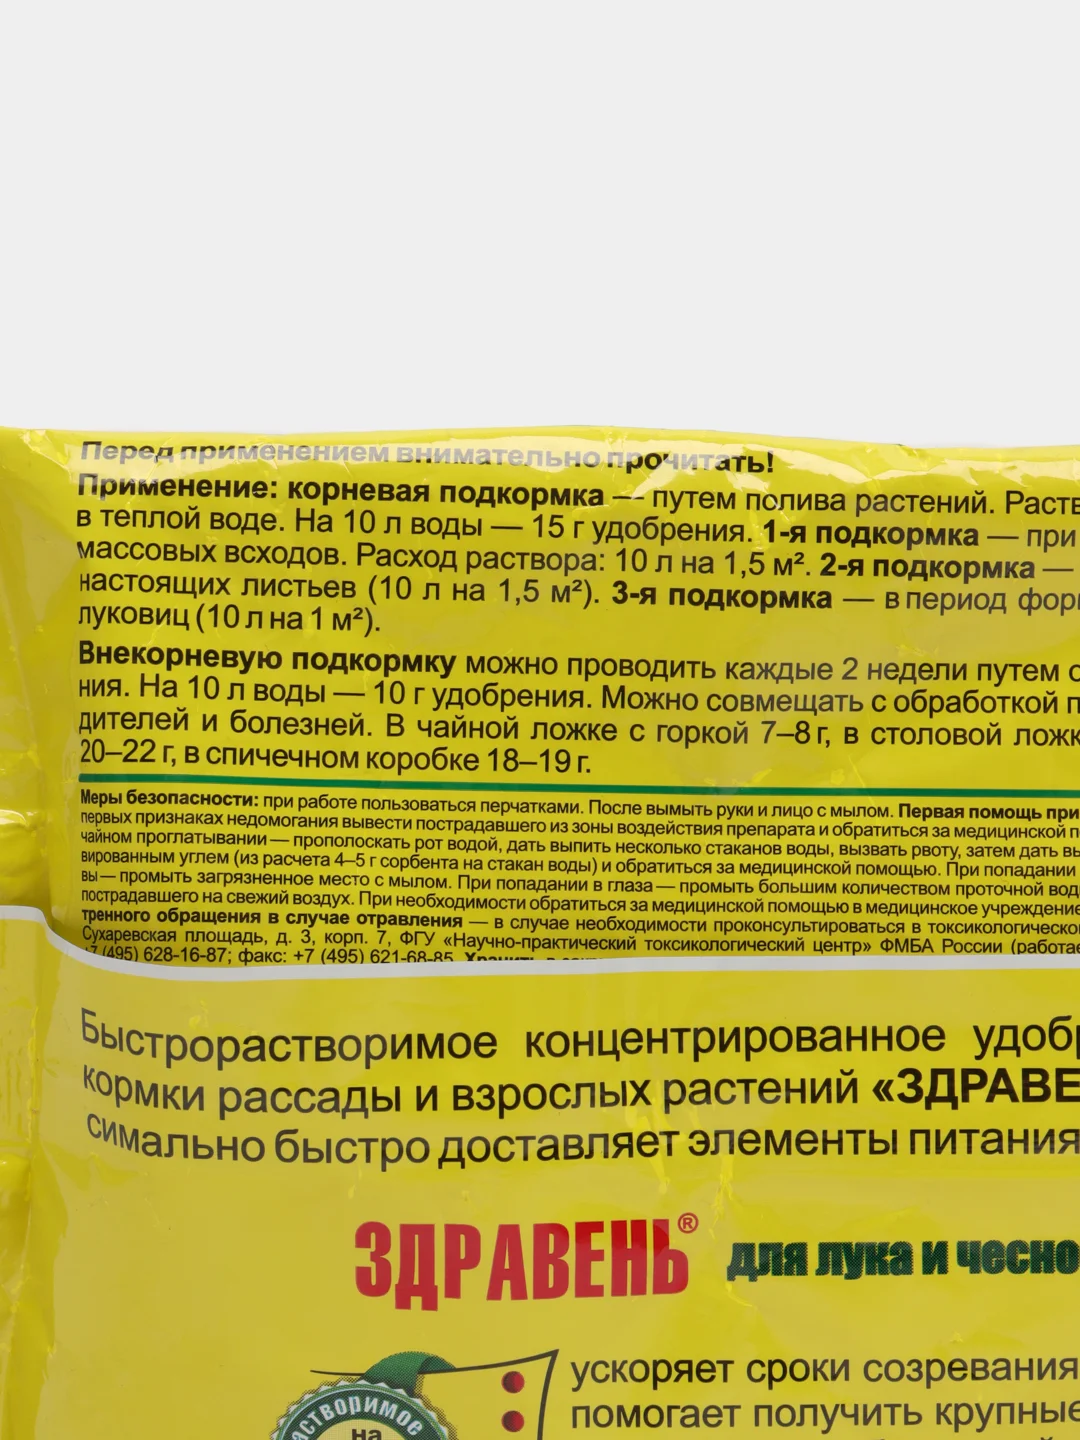 Перед применением внимательно прочитать!
Применение: корневая подкормка — путем полива растений. Раств
в теплой воде. На 10 л воды — 15 г удобрения. 1-я подкормка — при
массовых всходов. Расход раствора: 10 л на 1,5 м². 2-я подкормка —
настоящих листьев (10 л на 1,5 м²). 3-я подкормка — в период фор
луковиц (10 л на 1 м²).
Внекорневую подкормку можно проводить каждые 2 недели путем о
ния. На 10 л воды — 10 г удобрения. Можно совмещать с обработкой
дителей и болезней. В чайной ложке с горкой 7–8 г, в столовой ложк
20–22 г, в спичечном коробке 18–19 г.
Меры безопасности: при работе пользоваться перчатками. После вымыть руки и лицо с мылом. Первая помощь при
первых признаках недомогания вывести пострадавшего из зоны воздействия препарата и обратиться за медицинской
чайном проглатывании — прополоскать рот водой, дать выпить несколько стаканов воды, вызвать рвоту, затем дать
вированным углем (из расчета 4–5 г сорбента на стакан воды) и обратиться за медицинской помощью. При попадании
вы — промыть загрязненное место с мылом. При попадании в глаза — промыть большим количеством проточной вод
пострадавшего на свежий воздух. При необходимости обратиться за медицинской помощью в медицинское учреждение
тренного обращения в случае отравления — в случае необходимости проконсультироваться в токсикологическо
Сухаревская площадь, д. 3, корп. 7, ФГУ «Научно-практический токсикологический центр» ФМБА России (работае
+7 (495) 628-16-87; факс: +7 (495) 621-68-85. Хранить в
Быстрорастворимое концентрированное удобр
кормки рассады и взрослых растений «ЗДРАВЕ
симально быстро доставляет элементы питания
ЗДРАВЕНЬ® для лука и чесно
ускоряет сроки созревания
помогает получить крупные
астворимое
на